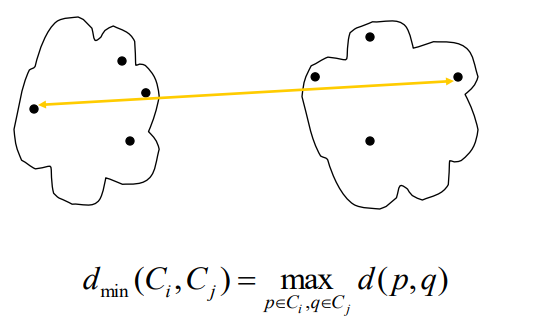 d_min (C_i, C_j) = max_{p∈C_i, q∈C_j} d(p, q)